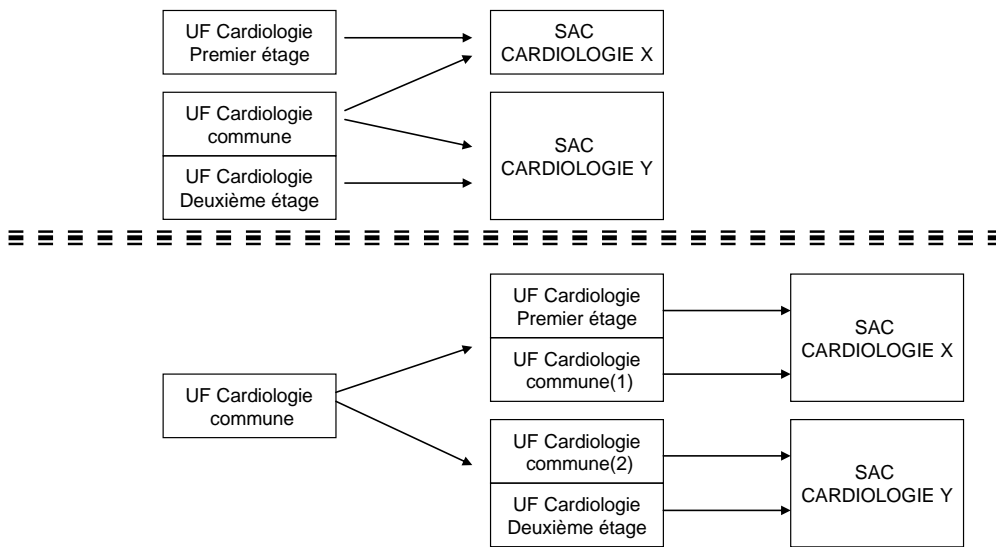 UF Cardiologie
Premier étage
SAC
CARDIOLOGIE X
UF Cardiologie
commune
SAC
CARDIOLOGIE Y
UF Cardiologie
Deuxième étage
UF Cardiologie
Premier étage
SAC
CARDIOLOGIE X
UF Cardiologie
commune(1)
UF Cardiologie
commune
UF Cardiologie
commune(2)
SAC
CARDIOLOGIE Y
UF Cardiologie
Deuxième étage